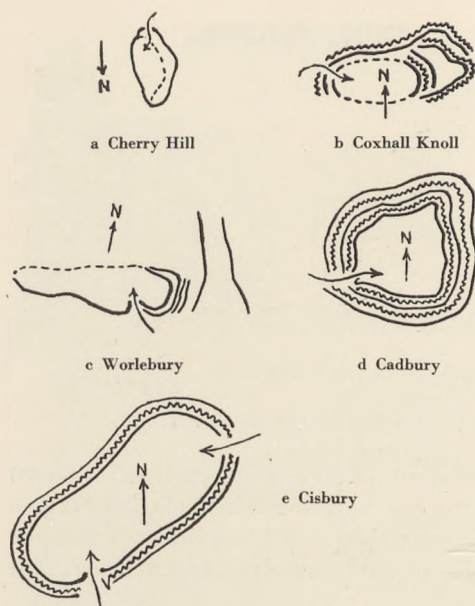 N
a Cherry Hill
N
b Coxhall Knoll
N
c Worlebury
N
d Cadbury
N
e Cisbury